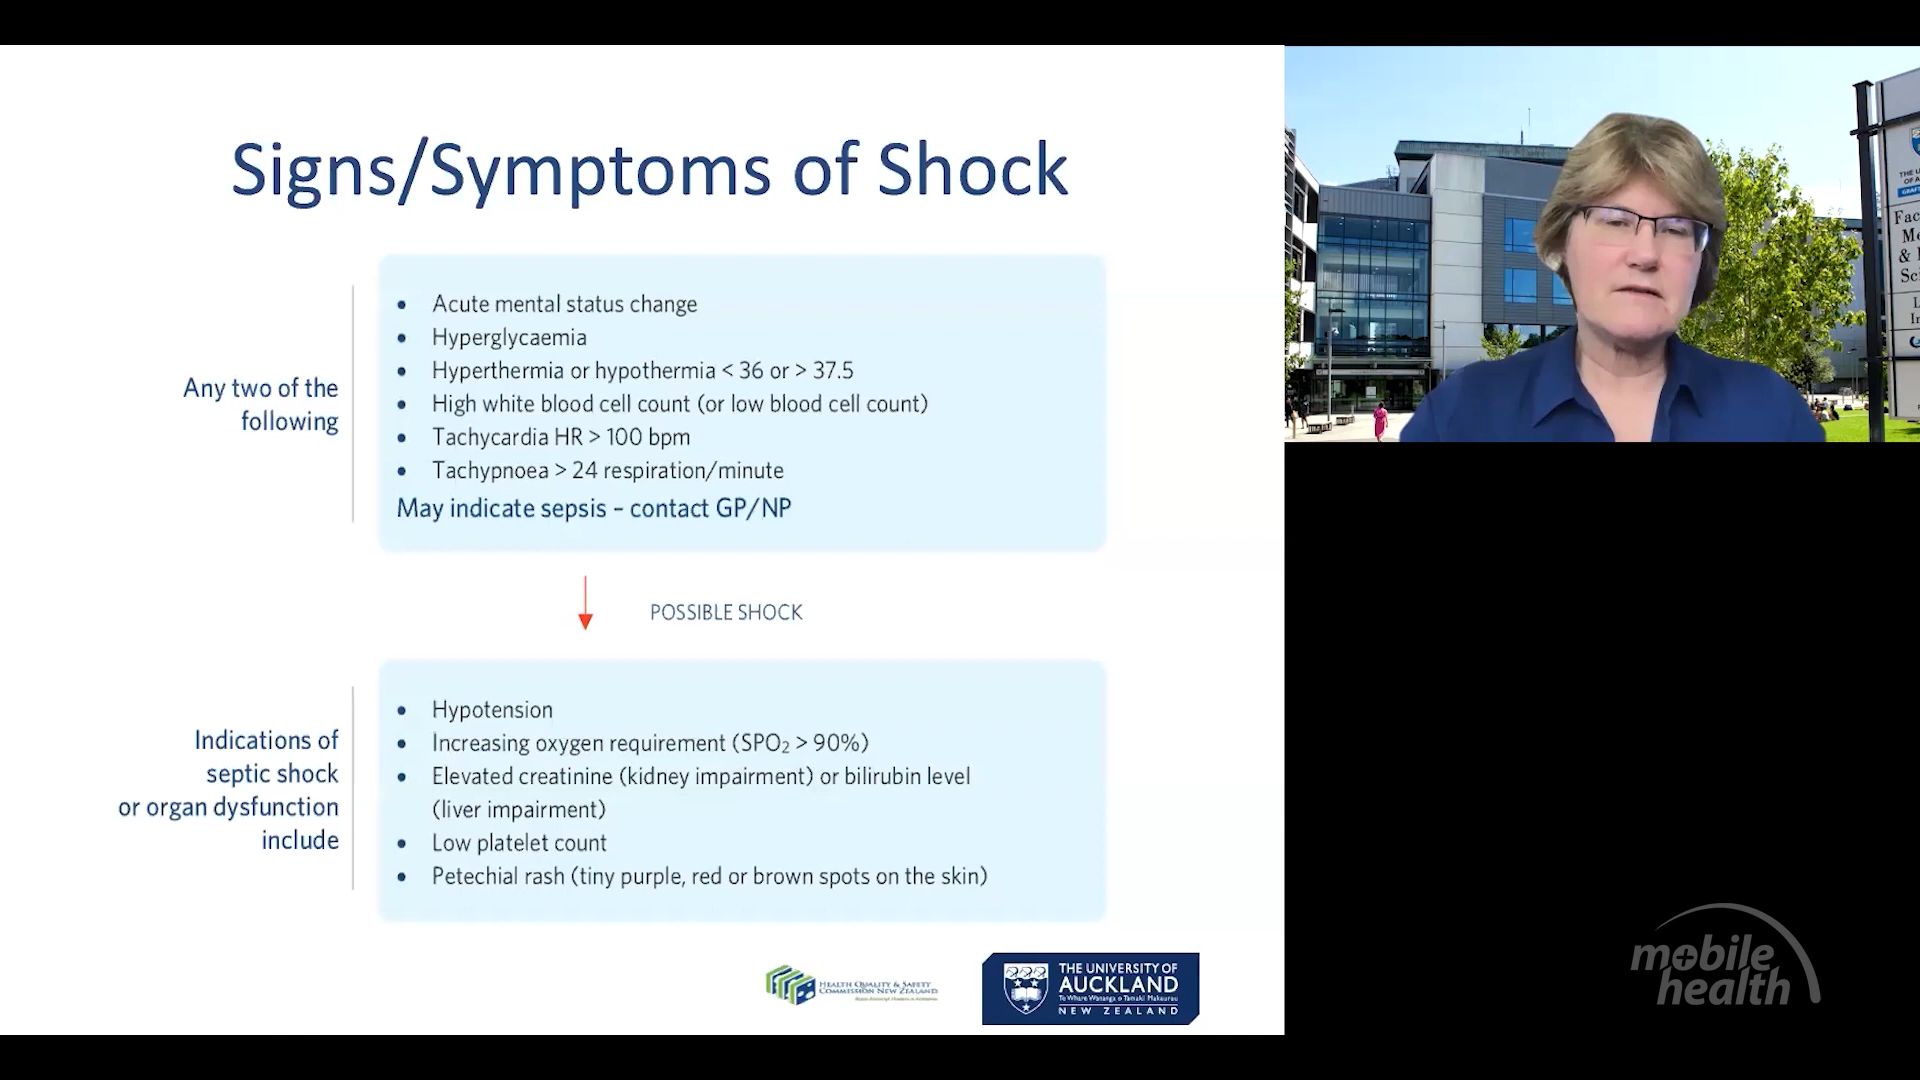 Signs/Symptoms of Shock
Any two of the
following
• Acute mental status change
• Hyperglycaemia
• Hyperthermia or hypothermia < 36 or > 37.5
• High white blood cell count (or low blood cell count)
• Tachycardia HR > 100 bpm
• Tachypnoea > 24 respiration/minute
May indicate sepsis – contact GP/NP
POSSIBLE SHOCK
Indications of
septic shock
or organ dysfunction
include
• Hypotension
• Increasing oxygen requirement (SPO₂ > 90%)
• Elevated creatinine (kidney impairment) or bilirubin level
(liver impairment)
• Low platelet count
• Petechial rash (tiny purple, red or brown spots on the skin)
HEALTH QUALITY & SAFETY
COMMISSION NEW ZEALAND
THE UNIVERSITY OF
AUCKLAND
Te Whare Wānanga o Tāmaki Makaurau
NEW ZEALAND
mobile
health